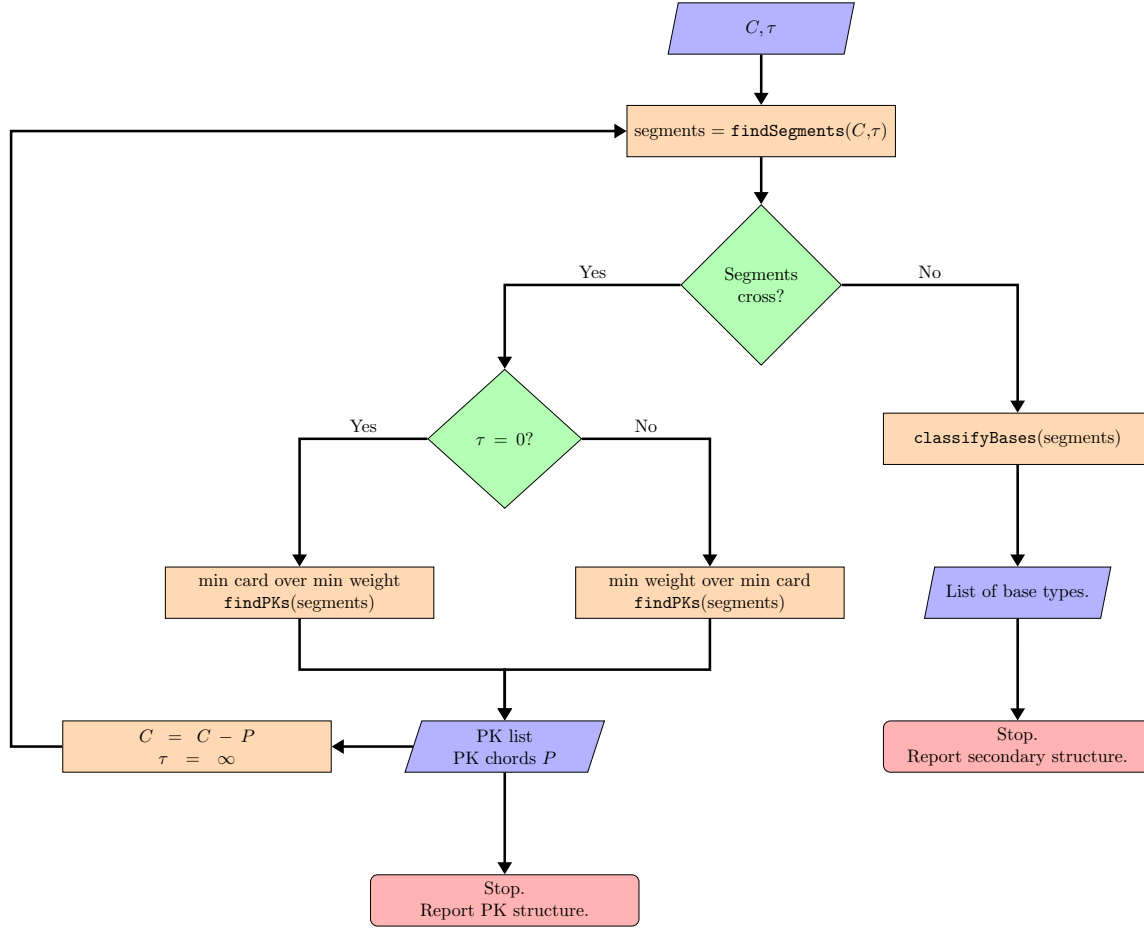 C, τ
segments = findSegments(C,τ)
Segments
cross?
Yes
No
τ = 0?
Yes
No
classifyBases(segments)
min card over min weight
findPKs(segments)
min weight over min card
findPKs(segments)
List of base types.
C = C − P
τ = ∞
PK list
PK chords P
Stop.
Report secondary structure.
Stop.
Report PK structure.